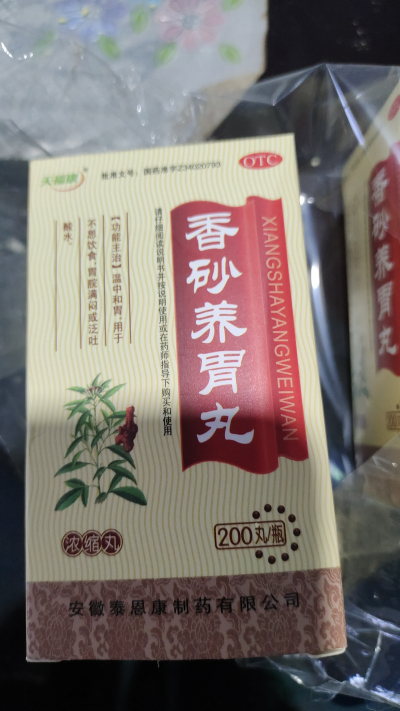 天福康
批准文号：国药准字Z34020793
OTC
香砂养胃丸
XIANGSHAYANGWEIWAN
请仔细阅读说明书并按说明使用或在药师指导下购买和使用
【功能主治】温中和胃。用于
不思饮食，胃脘满闷或泛吐
酸水。
浓缩丸
200丸/瓶
安徽泰恩康制药有限公司
香砂养胃丸